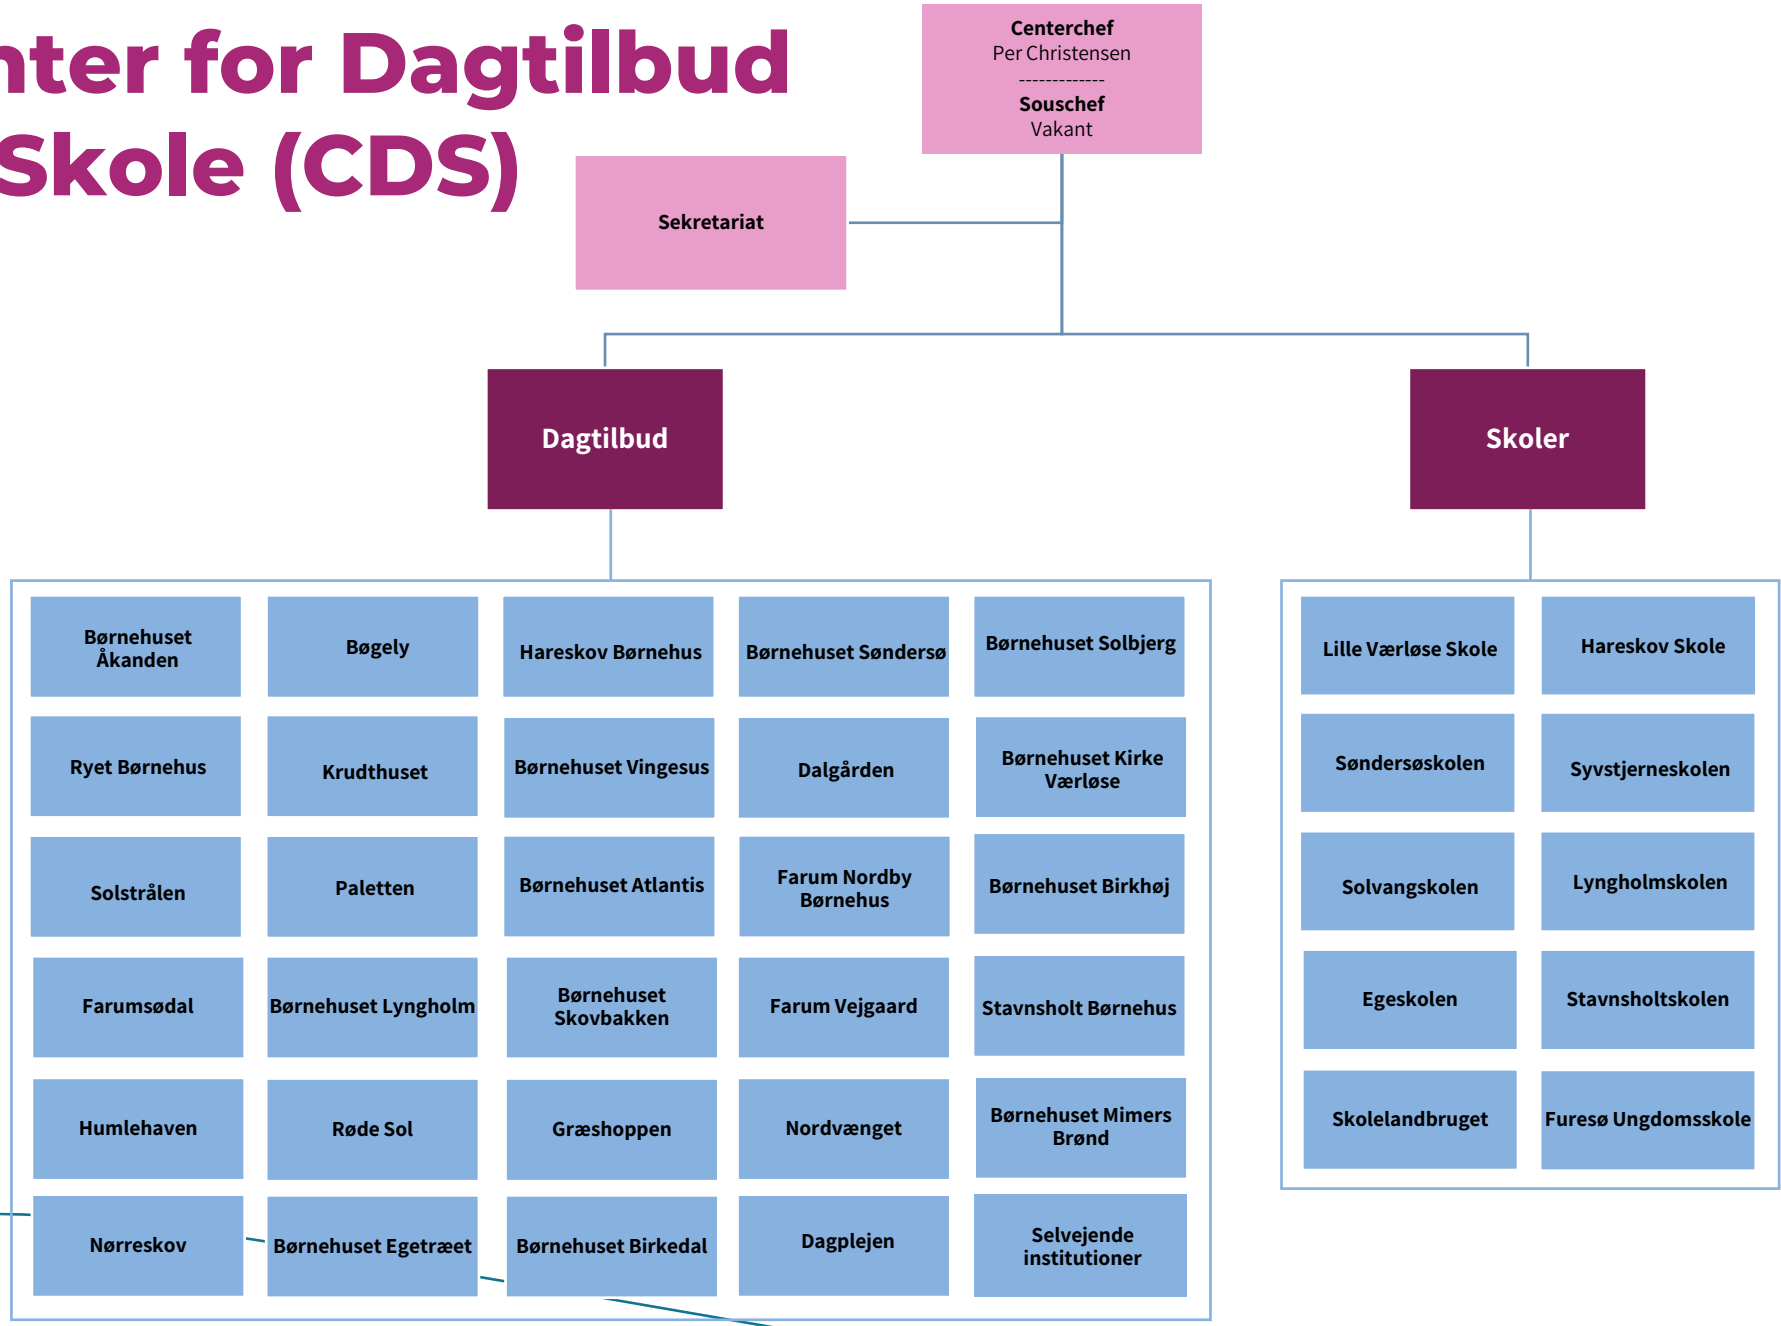 nter for Dagtilbud
Skole (CDS)
Centerchef
Per Christensen
-------------
Souschef
Vakant
Sekretariat
Dagtilbud
Skoler
Børnehuset
Åkanden
Bøgely
Hareskov Børnehus
Børnehuset Søndersø
Børnehuset Solbjerg
Ryet Børnehus
Krudthuset
Børnehuset Vingesus
Dalgården
Børnehuset Kirke
Værløse
Solstrålen
Paletten
Børnehuset Atlantis
Farum Nordby
Børnehus
Børnehuset Birkhøj
Farumsødal
Børnehuset Lyngholm
Børnehuset
Skovbakken
Farum Vejgaard
Stavnsholt Børnehus
Humlehaven
Røde Sol
Græshoppen
Nordvænget
Børnehuset Mimers
Brønd
Nørreskov
Børnehuset Egetræet
Børnehuset Birkedal
Dagplejen
Selvejende
institutioner
Lille Værløse Skole
Hareskov Skole
Søndersøskolen
Syvstjerneskolen
Solvangskolen
Lyngholmskolen
Egeskolen
Stavnsholtskolen
Skolelandbruget
Furesø Ungdomsskole